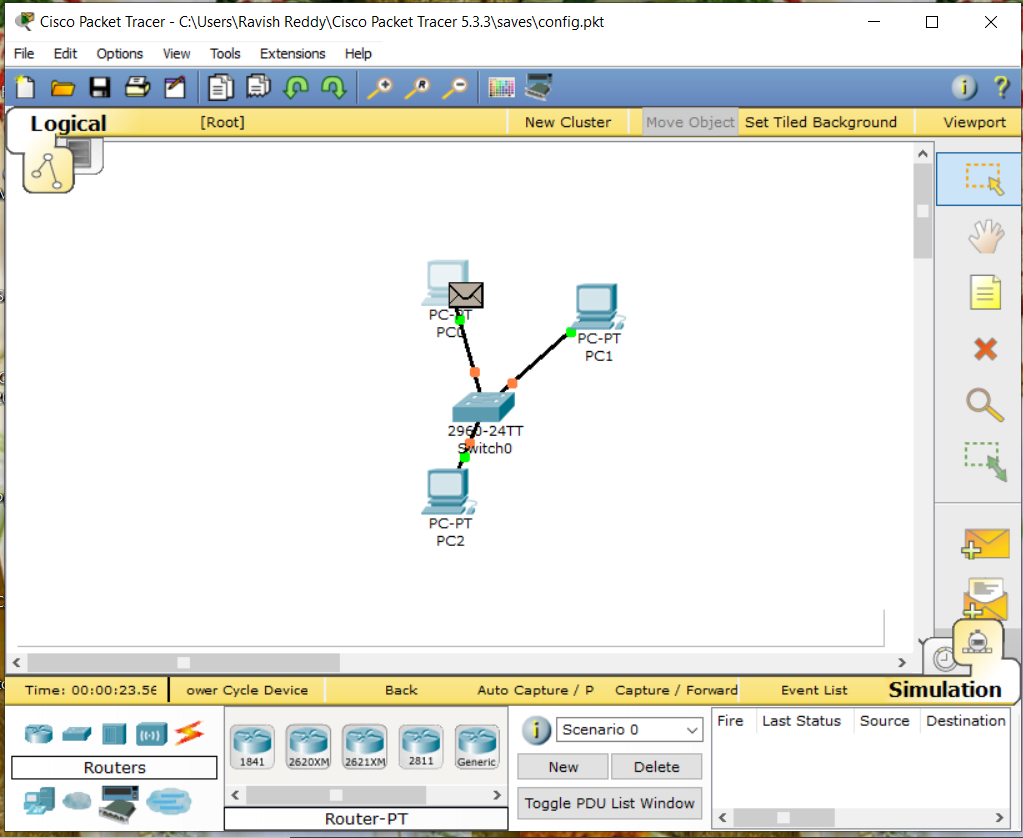 Cisco Packet Tracer - C:\Users\Ravish Reddy\Cisco Packet Tracer 5.3.3\saves\config.pkt
File Edit Options View Tools Extensions Help
Logical [Root] New Cluster Move Object Set Tiled Background Viewport
PC-PT
PC0
PC-PT
PC1
2960-24TT
Switch0
PC-PT
PC2
Time: 00:00:23.56 ower Cycle Device Back Auto Capture / P Capture / Forward Event List Simulation
Routers
1841 2620XM 2621XM 2811 Generic
Router-PT
Scenario 0
New Delete
Toggle PDU List Window
Fire Last Status Source Destination